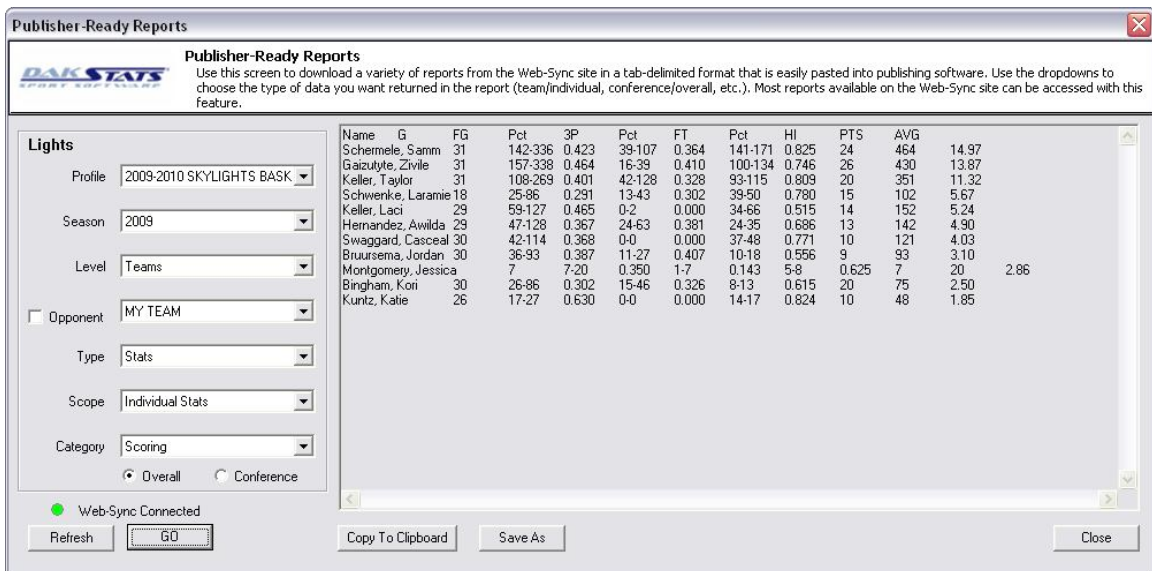 Publisher-Ready Reports
DAKSTATS
SPORT SOFTWARE
Publisher-Ready Reports
Use this screen to download a variety of reports from the Web-Sync site in a tab-delimited format that is easily pasted into publishing software. Use the dropdowns to
choose the type of data you want returned in the report (team/individual, conference/overall, etc.). Most reports available on the Web-Sync site can be accessed with this
feature.
Lights
Profile 2009-2010 SKYLIGHTS BASK
Season 2009
Level Teams
Opponent MY TEAM
Type Stats
Scope Individual Stats
Category Scoring
Overall Conference
Web-Sync Connected
Refresh GO
Name G FG Pct 3P Pct FT Pct HI PTS AVG
Schermele, Samm 31 142-336 0.423 39-107 0.364 141-171 0.825 24 464 14.97
Gaizutyte, Zivile 31 157-338 0.464 16-39 0.410 100-134 0.746 26 430 13.87
Keller, Taylor 31 108-269 0.401 42-128 0.328 93-115 0.809 20 351 11.32
Schwenke, Laramie 18 25-86 0.291 13-43 0.302 39-50 0.780 15 102 5.67
Keller, Laci 29 59-127 0.465 0-2 0.000 34-66 0.515 14 152 5.24
Hernandez, Awilda 29 47-128 0.367 24-63 0.381 24-35 0.686 13 142 4.90
Swaggard, Casceal 30 42-114 0.368 0-0 0.000 37-48 0.771 10 121 4.03
Bruursema, Jordan 30 36-93 0.387 11-27 0.407 10-18 0.556 9 93 3.10
Montgomery, Jessica 7 7-20 0.350 1-7 0.143 5-8 0.625 7 20 2.86
Bingham, Kori 30 26-86 0.302 15-46 0.326 8-13 0.615 20 75 2.50
Kuntz, Katie 26 17-27 0.630 0-0 0.000 14-17 0.824 10 48 1.85
Copy To Clipboard Save As Close